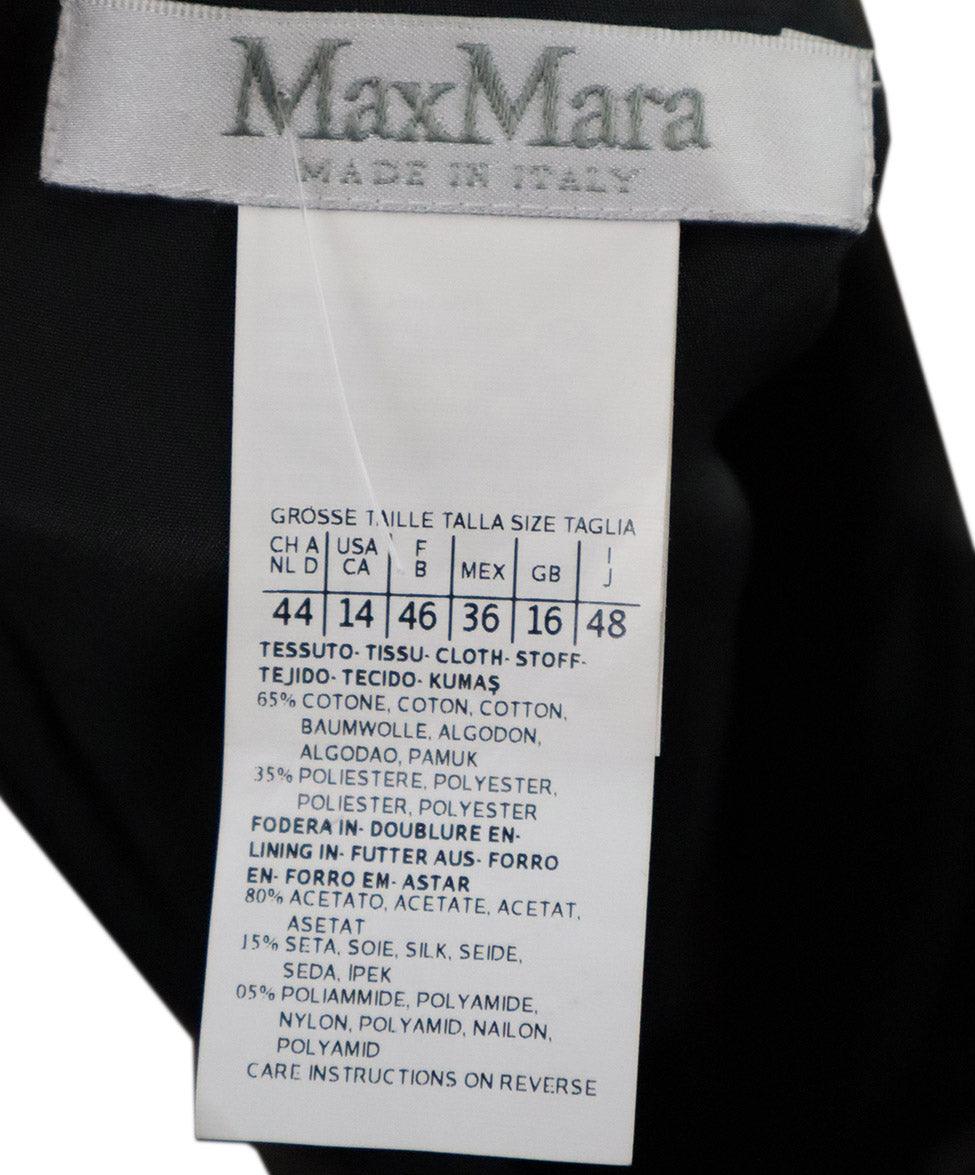 MaxMara
MADE IN ITALY
GRÖSSE TAILLE TALLA SIZE TAGLIA
CH A USA F MEX GB I
NL D CA B J
44 14 46 36 16 48
TESSUTO- TISSU- CLOTH- STOFF-
TEJIDO- TECIDO- KUMAŞ
65% COTONE, COTON, COTTON,
BAUMWOLLE, ALGODON,
ALGODAO, PAMUK
35% POLIESTERE, POLYESTER,
POLIESTER, POLYESTER
FODERA IN- DOUBLURE EN-
LINING IN- FUTTER AUS- FORRO
EN- FORRO EM- ASTAR
80% ACETATO, ACETATE, ACETAT,
ASETAT
15% SETA, SOIE, SILK, SEIDE,
SEDA, IPEK
05% POLIAMMIDE, POLYAMIDE,
NYLON, POLYAMID, NAILON,
POLYAMID
CARE INSTRUCTIONS ON REVERSE